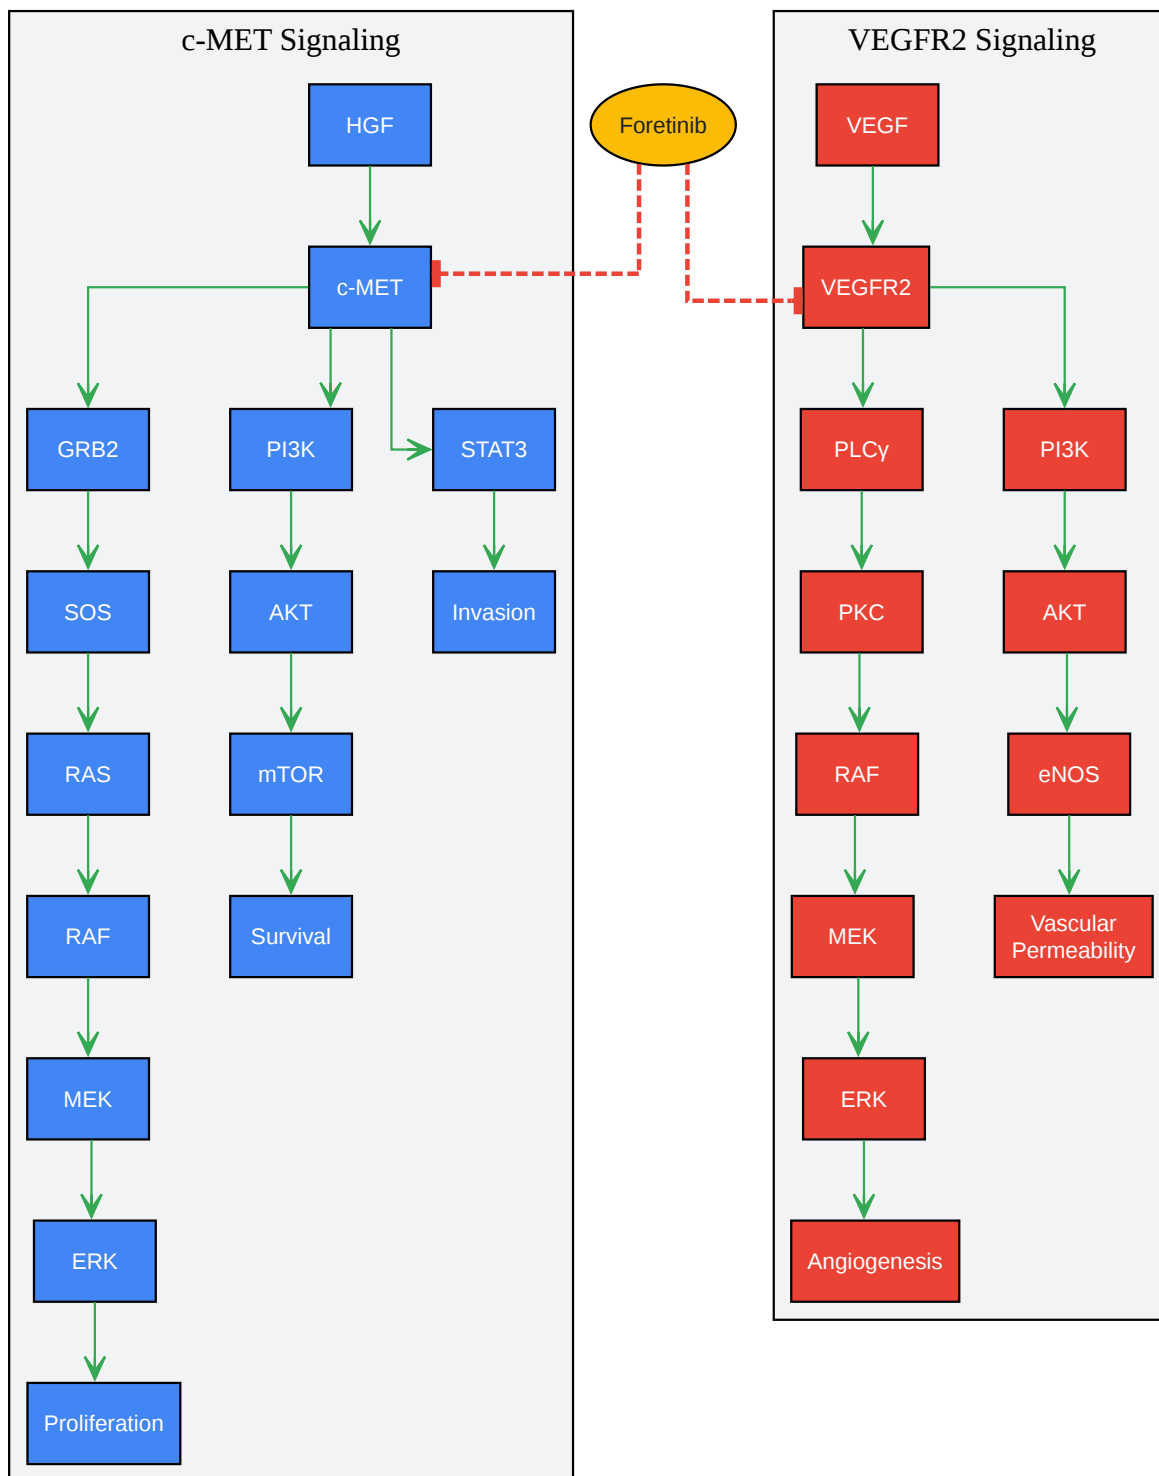 c-MET Signaling
HGF
c-MET
GRB2
PI3K
STAT3
SOS
AKT
Invasion
RAS
mTOR
RAF
Survival
MEK
ERK
Proliferation
Foretinib
VEGFR2 Signaling
VEGF
VEGFR2
PLCγ
PI3K
PKC
AKT
RAF
eNOS
MEK
Vascular
Permeability
ERK
Angiogenesis